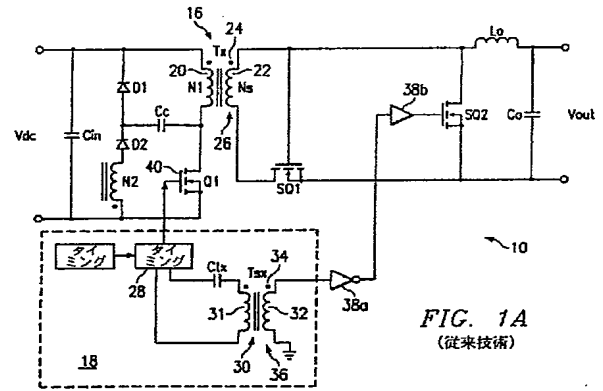 16
24
Tx
Lo
20
N1
22
Ns
D1
Cc
26
38b
SQ2
Co
Vout
Vdc
Cin
D2
40
N2
Q1
SQ1
10
タイ
ミング
タイ
ミング
28
Clx
Tsx
34
31
32
38a
30
36
18
FIG. 1A
(従来技術)